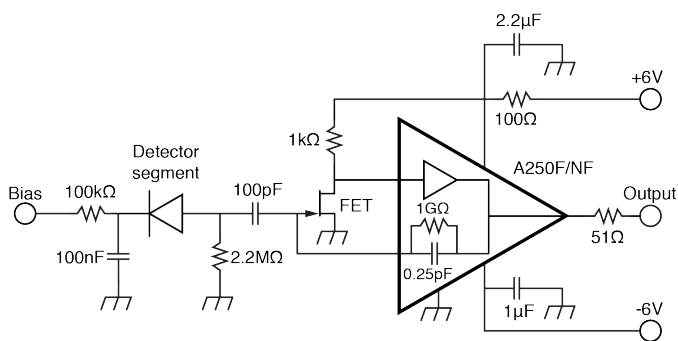 2.2µF
+6V
100Ω
1kΩ
Detector
segment
A250F/NF
Bias
100kΩ
100pF
FET
Output
1GΩ
51Ω
100nF
2.2MΩ
0.25pF
1µF
-6V